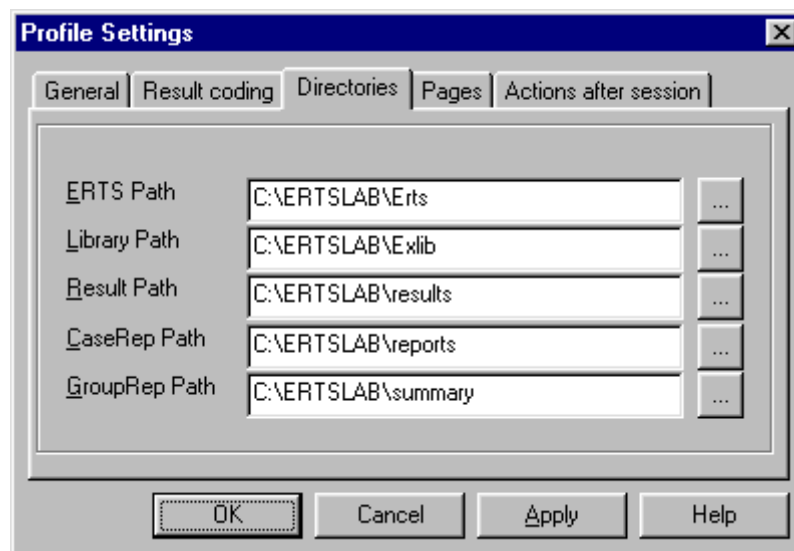 Profile Settings
General Result coding Directories Pages Actions after session
ERTS Path C:\ERTSLAB\Erts ...
Library Path C:\ERTSLAB\Exlib ...
Result Path C:\ERTSLAB\results ...
CaseRep Path C:\ERTSLAB\reports ...
GroupRep Path C:\ERTSLAB\summary ...
OK Cancel Apply Help